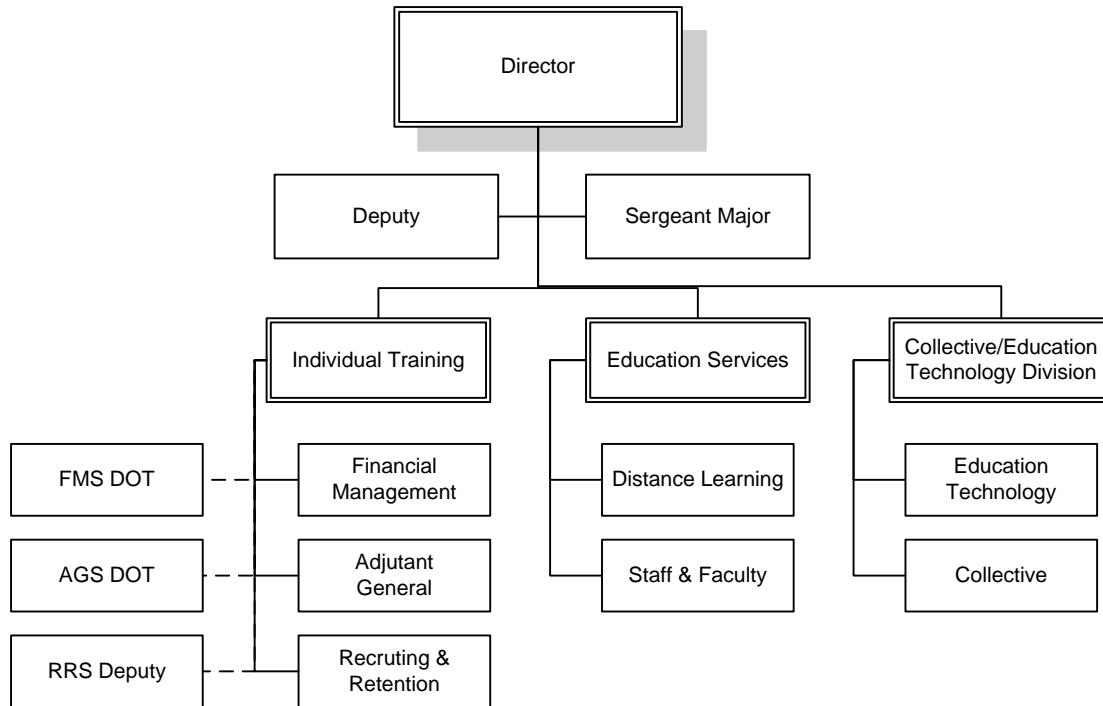 Director
Deputy
Sergeant Major
Individual Training
Education Services
Collective/Education
Technology Division
FMS DOT
Financial
Management
Distance Learning
Education
Technology
AGS DOT
Adjutant
General
Staff & Faculty
Collective
RRS Deputy
Recruting &
Retention